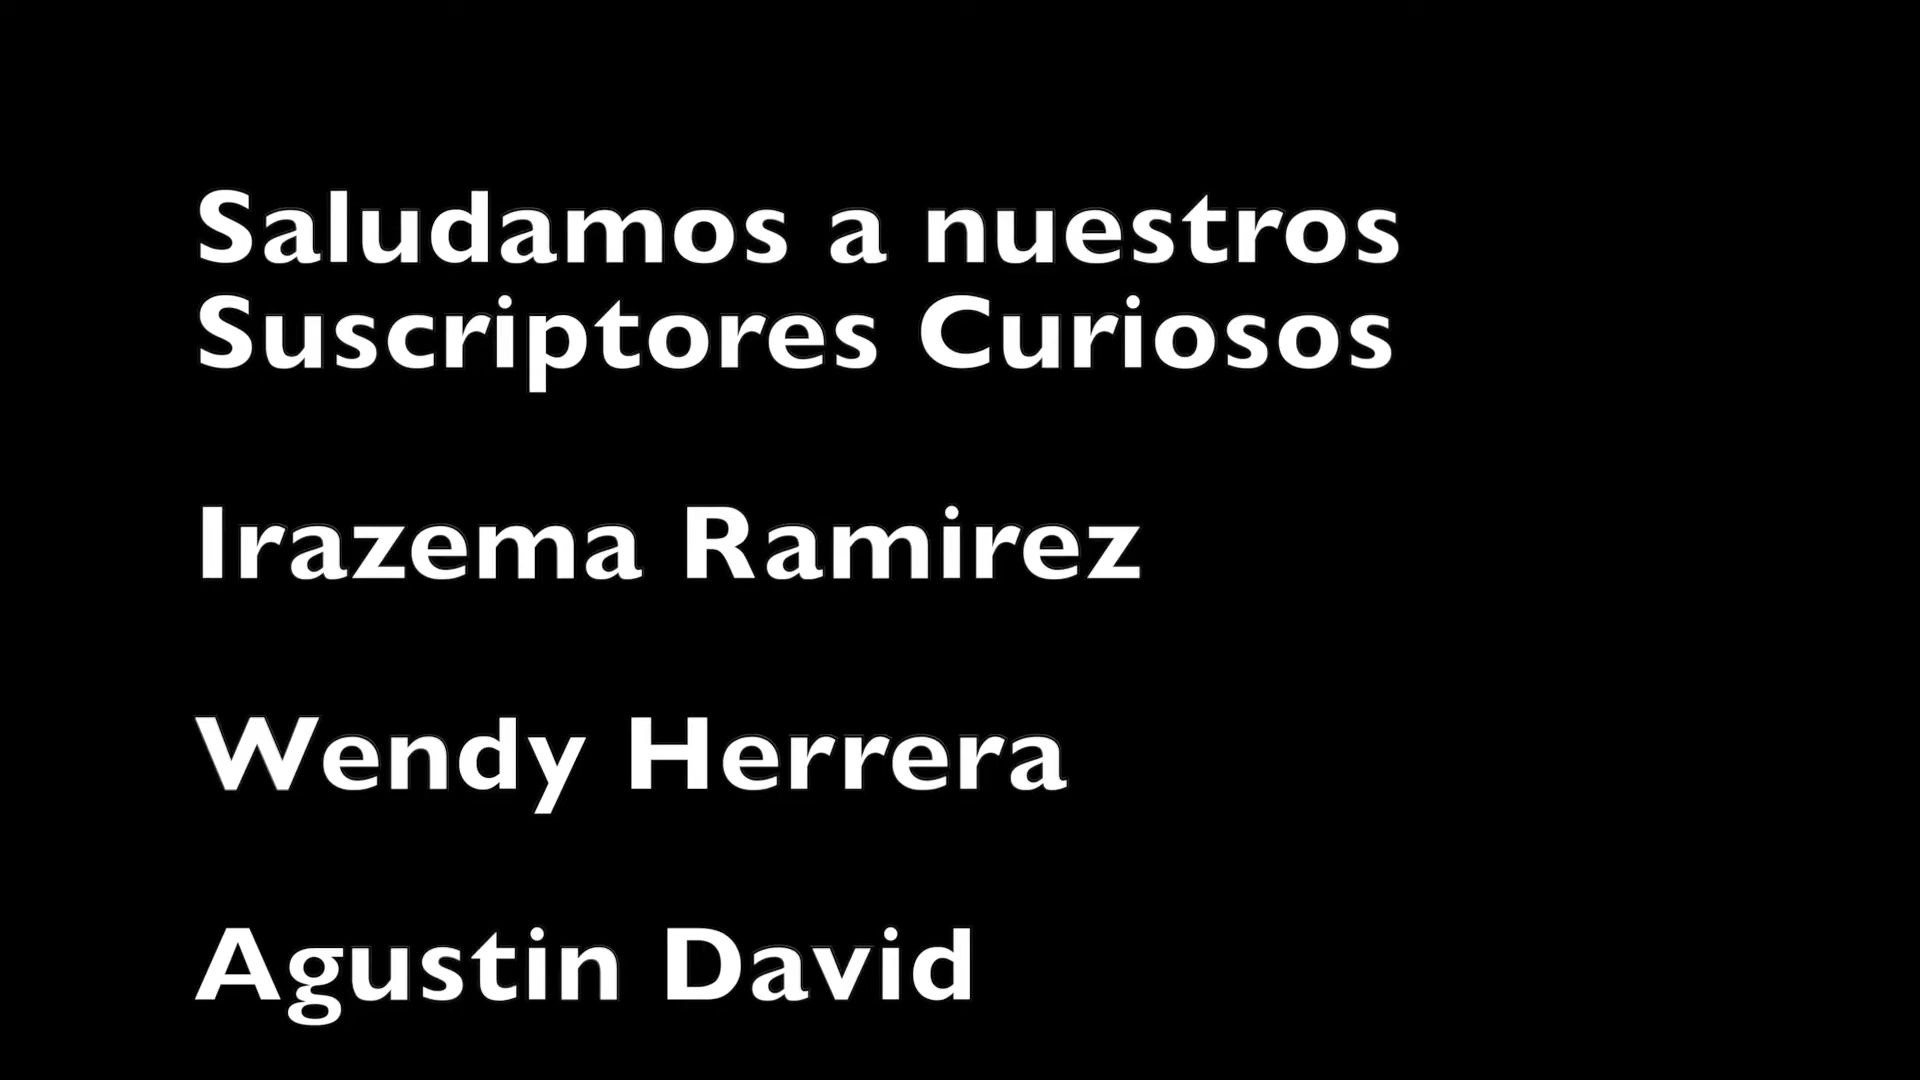 Saludamos a nuestros
Suscriptores Curiosos
Irazema Ramirez
Wendy Herrera
Agustin David